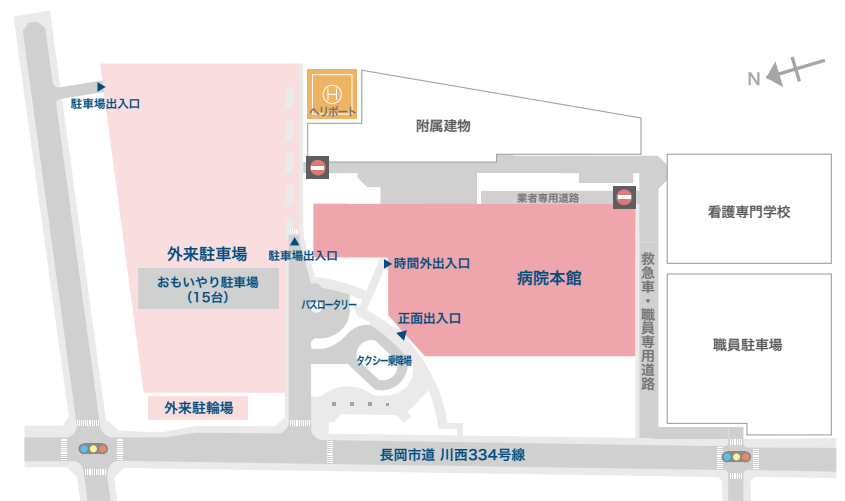 N
駐車場出入口
H
ヘリポート
附属建物
業者専用道路
看護専門学校
外来駐車場
駐車場出入口
時間外出入口
病院本館
おもいやり駐車場
（15台）
バスロータリー
正面出入口
救急車・職員専用道路
職員駐車場
タクシー乗降場
外来駐輪場
長岡市道 川西334号線